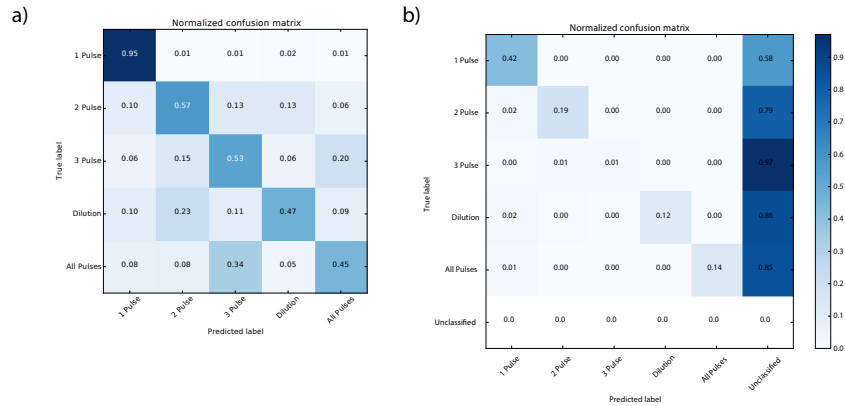 a)
Normalized confusion matrix
1 Pulse 0.95 0.01 0.01 0.02 0.01
2 Pulse 0.10 0.57 0.13 0.13 0.06
3 Pulse 0.06 0.15 0.53 0.06 0.20
Dilution 0.10 0.23 0.11 0.47 0.09
All Pulses 0.08 0.08 0.34 0.05 0.45
True label
1 Pulse 2 Pulse 3 Pulse Dilution All Pulses
Predicted label
b)
Normalized confusion matrix
1 Pulse 0.42 0.00 0.00 0.00 0.00 0.58
2 Pulse 0.02 0.19 0.00 0.00 0.00 0.79
3 Pulse 0.00 0.01 0.01 0.00 0.00 0.97
Dilution 0.02 0.00 0.00 0.12 0.00 0.86
All Pulses 0.01 0.00 0.00 0.00 0.14 0.85
Unclassified 0.0 0.0 0.0 0.0 0.0 0.0
True label
1 Pulse 2 Pulse 3 Pulse Dilution All Pulses Unclassified
Predicted label
0.9
0.8
0.7
0.6
0.5
0.4
0.3
0.2
0.1
0.0